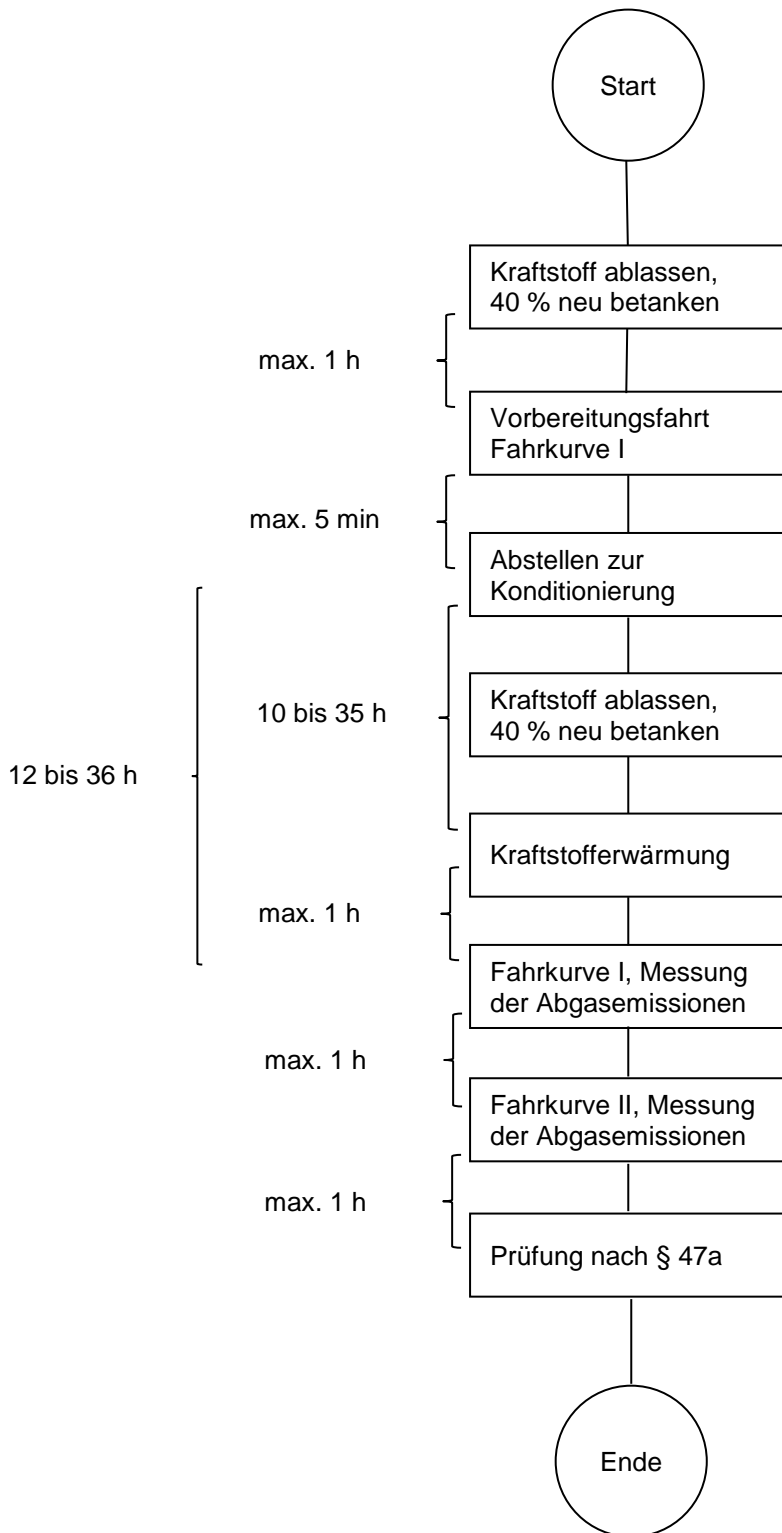 Start
Kraftstoff ablassen,
40 % neu betanken
max. 1 h
Vorbereitungsfahrt
Fahrkurve I
max. 5 min
Abstellen zur
Konditionierung
10 bis 35 h
Kraftstoff ablassen,
40 % neu betanken
12 bis 36 h
Kraftstofferwärmung
max. 1 h
Fahrkurve I, Messung
der Abgasemissionen
max. 1 h
Fahrkurve II, Messung
der Abgasemissionen
max. 1 h
Prüfung nach § 47a
Ende